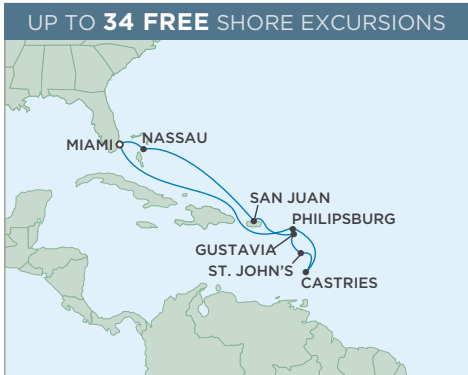 UP TO 34 FREE SHORE EXCURSIONS
MIAMI
NASSAU
SAN JUAN
PHILIPSBURG
GUSTAVIA
ST. JOHN'S
CASTRIES